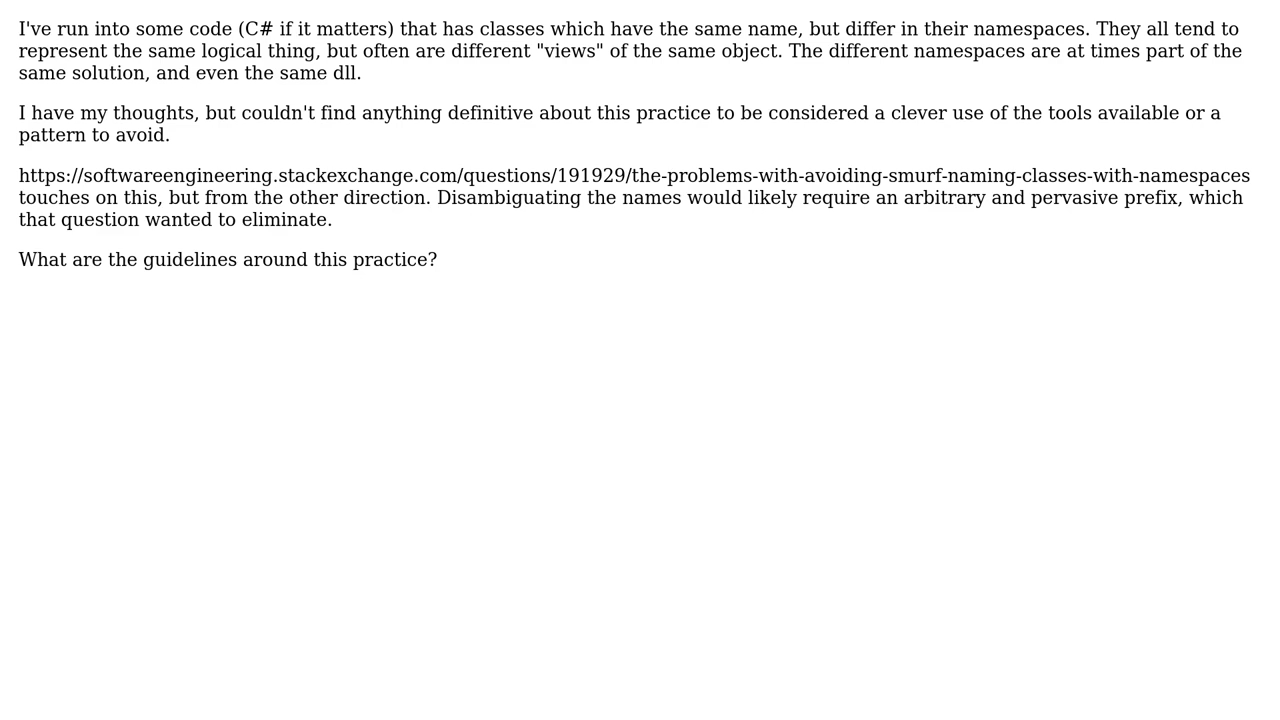 I've run into some code (C# if it matters) that has classes which have the same name, but differ in their namespaces. They all tend to
represent the same logical thing, but often are different "views" of the same object. The different namespaces are at times part of the
same solution, and even the same dll.
I have my thoughts, but couldn't find anything definitive about this practice to be considered a clever use of the tools available or a
pattern to avoid.
https://softwareengineering.stackexchange.com/questions/191929/the-problems-with-avoiding-smurf-naming-classes-with-namespaces
touches on this, but from the other direction. Disambiguating the names would likely require an arbitrary and pervasive prefix, which
that question wanted to eliminate.
What are the guidelines around this practice?